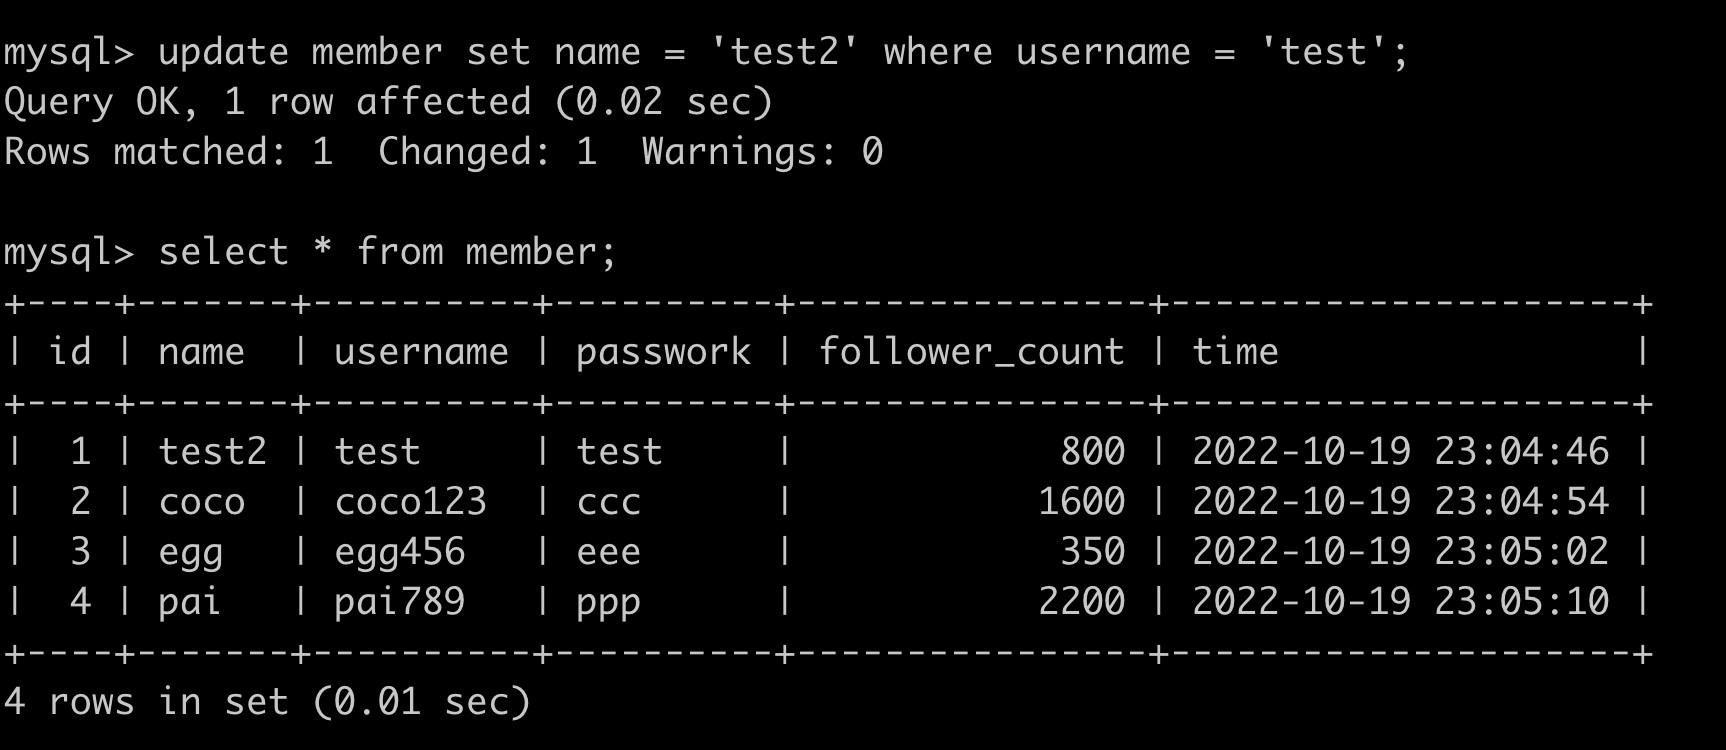 mysql> update member set name = 'test2' where username = 'test';
Query OK, 1 row affected (0.02 sec)
Rows matched: 1  Changed: 1  Warnings: 0
mysql> select * from member;
+----+-------+----------+----------+----------------+---------------------+
| id | name  | username | passwork | follower_count | time                |
+----+-------+----------+----------+----------------+---------------------+
|  1 | test2 | test     | test     |            800 | 2022-10-19 23:04:46 |
|  2 | coco  | coco123  | ccc      |           1600 | 2022-10-19 23:04:54 |
|  3 | egg   | egg456   | eee      |            350 | 2022-10-19 23:05:02 |
|  4 | pai   | pai789   | ppp      |           2200 | 2022-10-19 23:05:10 |
+----+-------+----------+----------+----------------+---------------------+
4 rows in set (0.01 sec)